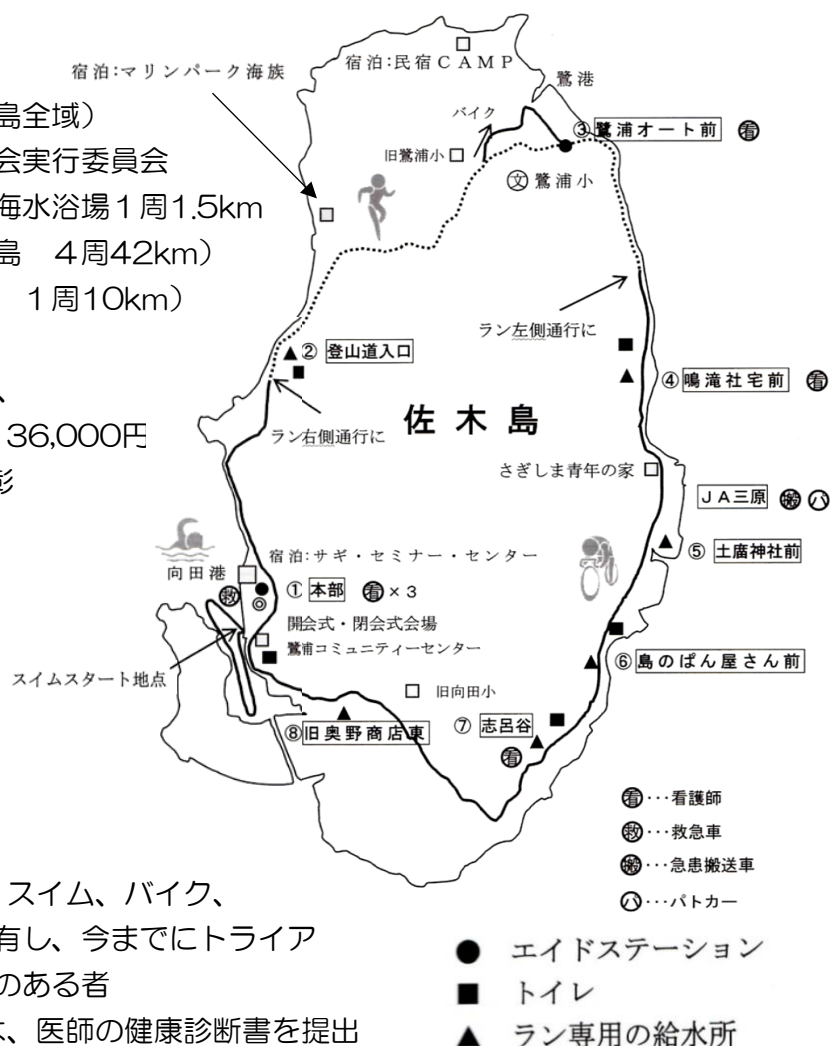 宿泊:マリンパーク海族
宿泊:民宿CAMP
鷺港
島全域)
バイク
③鷺浦オート前 看
会実行委員会
旧鷺浦小
文 鷺浦小
海水浴場1周1.5km
島 4周42km)
1周10km)
ラン左側通行に
② 登山道入口
④ 鳴滝社宅前 看
、
36,000円
ラン右側通行に
佐木島
彰
さぎしま青年の家
JA三原 搬 パ
⑤ 土廣神社前
宿泊:サギ・セミナー・センター
向田港
救
① 本部 看×3
◎
開会式・閉会式会場
鷺浦コミュニティーセンター
⑥ 島のぱん屋さん前
スイムスタート地点
旧向田小
⑦ 志呂谷
⑧旧奥野商店東
看
看・・・看護師
救・・・救急車
搬・・・急患搬送車
パ・・・パトカー
スイム、バイク、
有し、今までにトライア
のある者
は、医師の健康診断書を提出
● エイドステーション
■ トイレ
▲ ラン専用の給水所